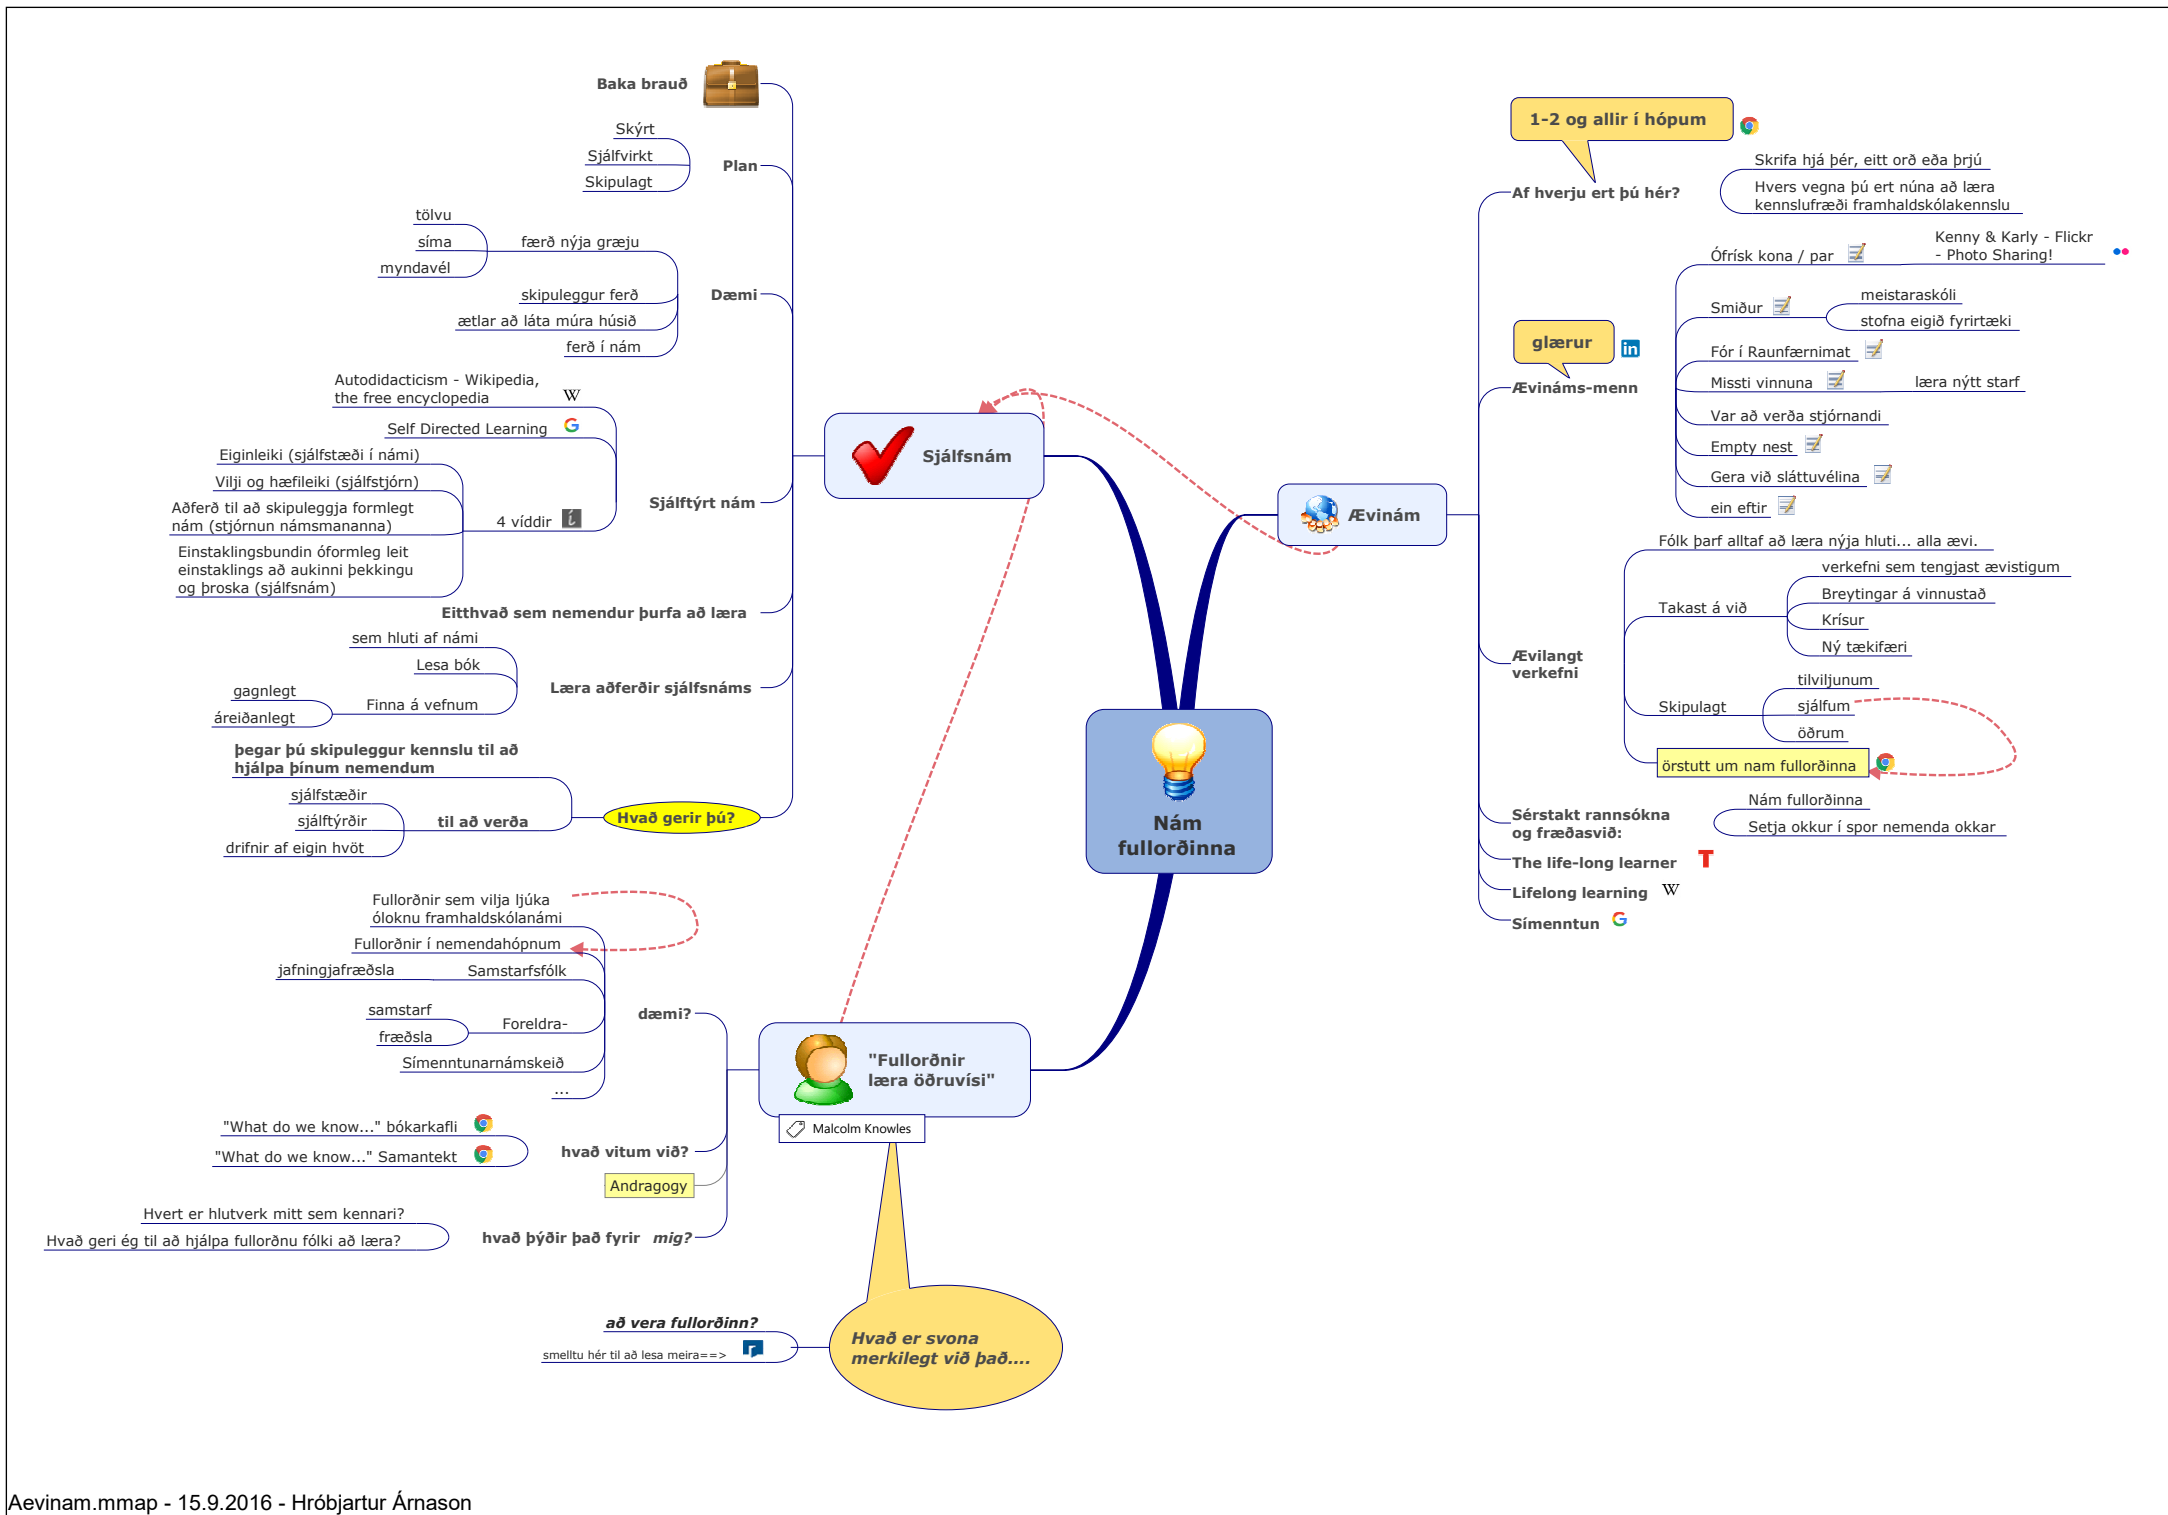 Nám
fullorðinna
Ævinám
1-2 og allir í hópum
Af hverju ert þú hér?
Skrifa hjá þér, eitt orð eða þrjú
Hvers vegna þú ert núna að læra
kennslufræði framhaldskólakennslu
glærur
Ævináms-menn
Ófrísk kona / par
Kenny & Karly - Flickr
- Photo Sharing!
Smiður
meistaraskóli
stofna eigið fyrirtæki
Fór í Raunfærnimat
Missti vinnuna
læra nýtt starf
Var að verða stjórnandi
Empty nest
Gera við sláttuvélina
ein eftir
Ævilangt
verkefni
Fólk þarf alltaf að læra nýja hluti... alla ævi.
Takast á við
verkefni sem tengjast ævistigum
Breytingar á vinnustað
Krísur
Ný tækifæri
Skipulagt
tilviljunum
sjálfum
öðrum
örstutt um nam fullorðinna
Sérstakt rannsókna
og fræðasvið:
Nám fullorðinna
Setja okkur í spor nemenda okkar
The life-long learner
Lifelong learning
W
Símenntun
Sjálfsnám
Baka brauð
Plan
Skýrt
Sjálfvirkt
Skipulagt
Dæmi
færð nýja græju
tölvu
síma
myndavél
skipuleggur ferð
ætlar að láta múra húsið
ferð í nám
Sjálftýrt nám
Autodidacticism - Wikipedia,
the free encyclopedia
W
Self Directed Learning
4 víddir
Eiginleiki (sjálfstæði í námi)
Vilji og hæfileiki (sjálfstjórn)
Aðferð til að skipuleggja formlegt
nám (stjórnun námsmananna)
Einstaklingsbundin óformleg leit
einstaklings að aukinni þekkingu
og þroska (sjálfsnám)
Eitthvað sem nemendur þurfa að læra
Læra aðferðir sjálfsnáms
sem hluti af námi
Lesa bók
Finna á vefnum
gagnlegt
áreiðanlegt
Hvað gerir þú?
þegar þú skipuleggur kennslu til að
hjálpa þínum nemendum
til að verða
sjálfstæðir
sjálftýrðir
drifnir af eigin hvöt
"Fullorðnir
læra öðruvísi"
Malcolm Knowles
dæmi?
Fullorðnir sem vilja ljúka
óloknu framhaldskólanámi
Fullorðnir í nemendahópnum
Samstarfsfólk
jafningjafræðsla
Foreldra-
samstarf
fræðsla
Símenntunarnámskeið
...
hvað vitum við?
"What do we know..." bókarkafli
"What do we know..." Samantekt
Andragogy
hvað þýðir það fyrir mig?
Hvert er hlutverk mitt sem kennari?
Hvað geri ég til að hjálpa fullorðnu fólki að læra?
Hvað er svona
merkilegt við það....
að vera fullorðinn?
smelltu hér til að lesa meira==>
Aevinam.mmap - 15.9.2016 - Hróbjartur Árnason